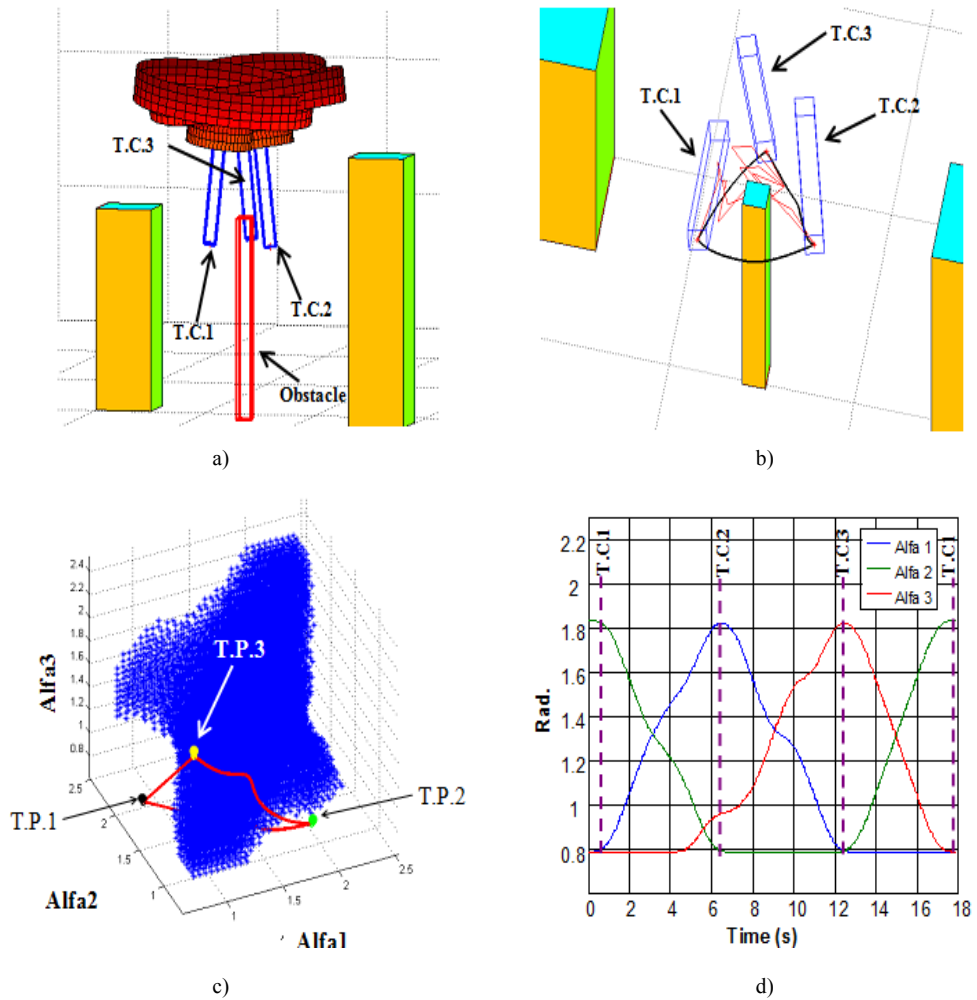 T.C.3
T.C.1
T.C.2
Obstacle
a)
T.C.3
T.C.1
T.C.2
b)
2.4
2.2
2
1.8
1.6
1.4
1.2
1
0.8
Alfa3
T.P.3
T.P.1
T.P.2
2.5
2
1.5
1
Alfa2
1
1.5
2
2.5
Alfa1
c)
T.C.1
T.C.2
T.C.3
T.C1
Alfa 1
Alfa 2
Alfa 3
2.2
2
1.8
1.6
1.4
1.2
1
0.8
Rad.
0 2 4 6 8 10 12 14 16 18
Time (s)
d)